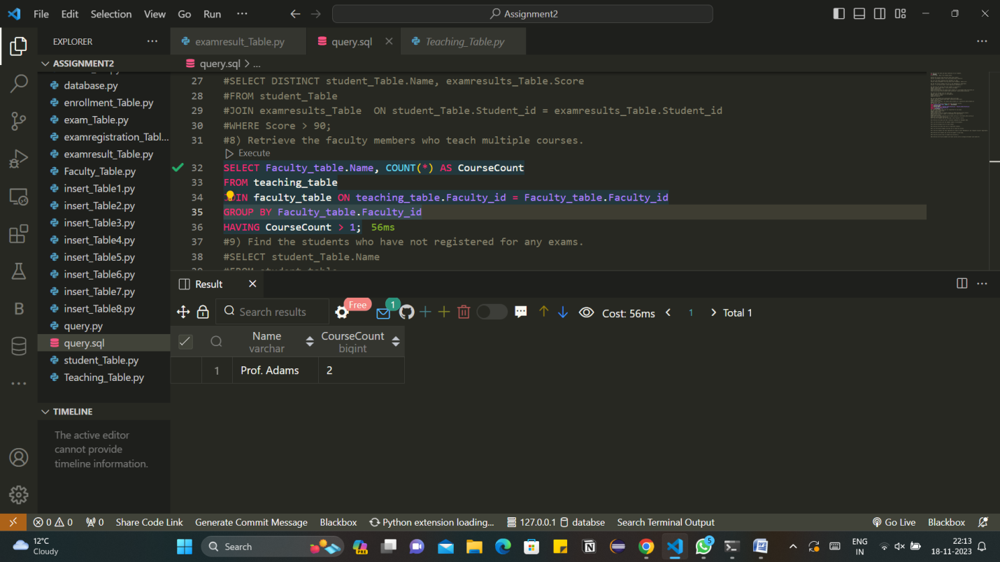 File Edit Selection View Go Run ··· Assignment2
EXPLORER ···
ASSIGNMENT2
database.py
enrollment_Table.py
exam_Table.py
examregistration_Tabl...
examresult_Table.py
Faculty_Table.py
insert_Table1.py
insert_Table2.py
insert_Table3.py
insert_Table4.py
insert_Table5.py
insert_Table6.py
insert_Table7.py
insert_Table8.py
query.py
query.sql
student_Table.py
Teaching_Table.py
TIMELINE
The active editor
cannot provide
timeline information.
examresult_Table.py query.sql Teaching_Table.py ···
query.sql > ...
27 #SELECT DISTINCT student_Table.Name, examresults_Table.Score
28 #FROM student_Table
29 #JOIN examresults_Table  ON student_Table.Student_id = examresults_Table.Student_id
30 #WHERE Score > 90;
31 #8) Retrieve the faculty members who teach multiple courses.
Execute
32 SELECT Faculty_table.Name, COUNT(*) AS CourseCount
33 FROM teaching_table
34 OIN faculty_table ON teaching_table.Faculty_id = Faculty_table.Faculty_id
35 GROUP BY Faculty_table.Faculty_id
36 HAVING CourseCount > 1; 56ms
37 #9) Find the students who have not registered for any exams.
38 #SELECT student_Table.Name
Result ···
Search results Free 1 Cost: 56ms < 1 > Total 1
Name CourseCount
varchar bigint
1 Prof. Adams 2
0 0 0 Share Code Link Generate Commit Message Blackbox Python extension loading... 127.0.0.1 databse Search Terminal Output Go Live Blackbox
12°C
Cloudy
Search PRE 5
ENG
IN
22:13
18-11-2023